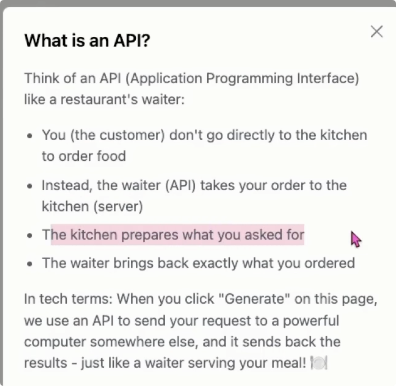 What is an API?
Think of an API (Application Programming Interface)
like a restaurant's waiter:
• You (the customer) don't go directly to the kitchen
to order food
• Instead, the waiter (API) takes your order to the
kitchen (server)
• The kitchen prepares what you asked for
• The waiter brings back exactly what you ordered
In tech terms: When you click "Generate" on this page,
we use an API to send your request to a powerful
computer somewhere else, and it sends back the
results - just like a waiter serving your meal! 🍽️